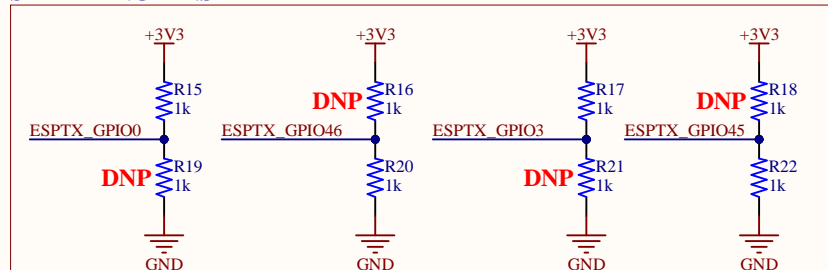 +3V3 +3V3 +3V3 +3V3
R15 R16 R17 R18
1k DNP 1k 1k DNP 1k
ESPTX_GPIO0 ESPTX_GPIO46 ESPTX_GPIO3 ESPTX_GPIO45
R19 R20 R21 R22
DNP 1k 1k DNP 1k 1k
GND GND GND GND